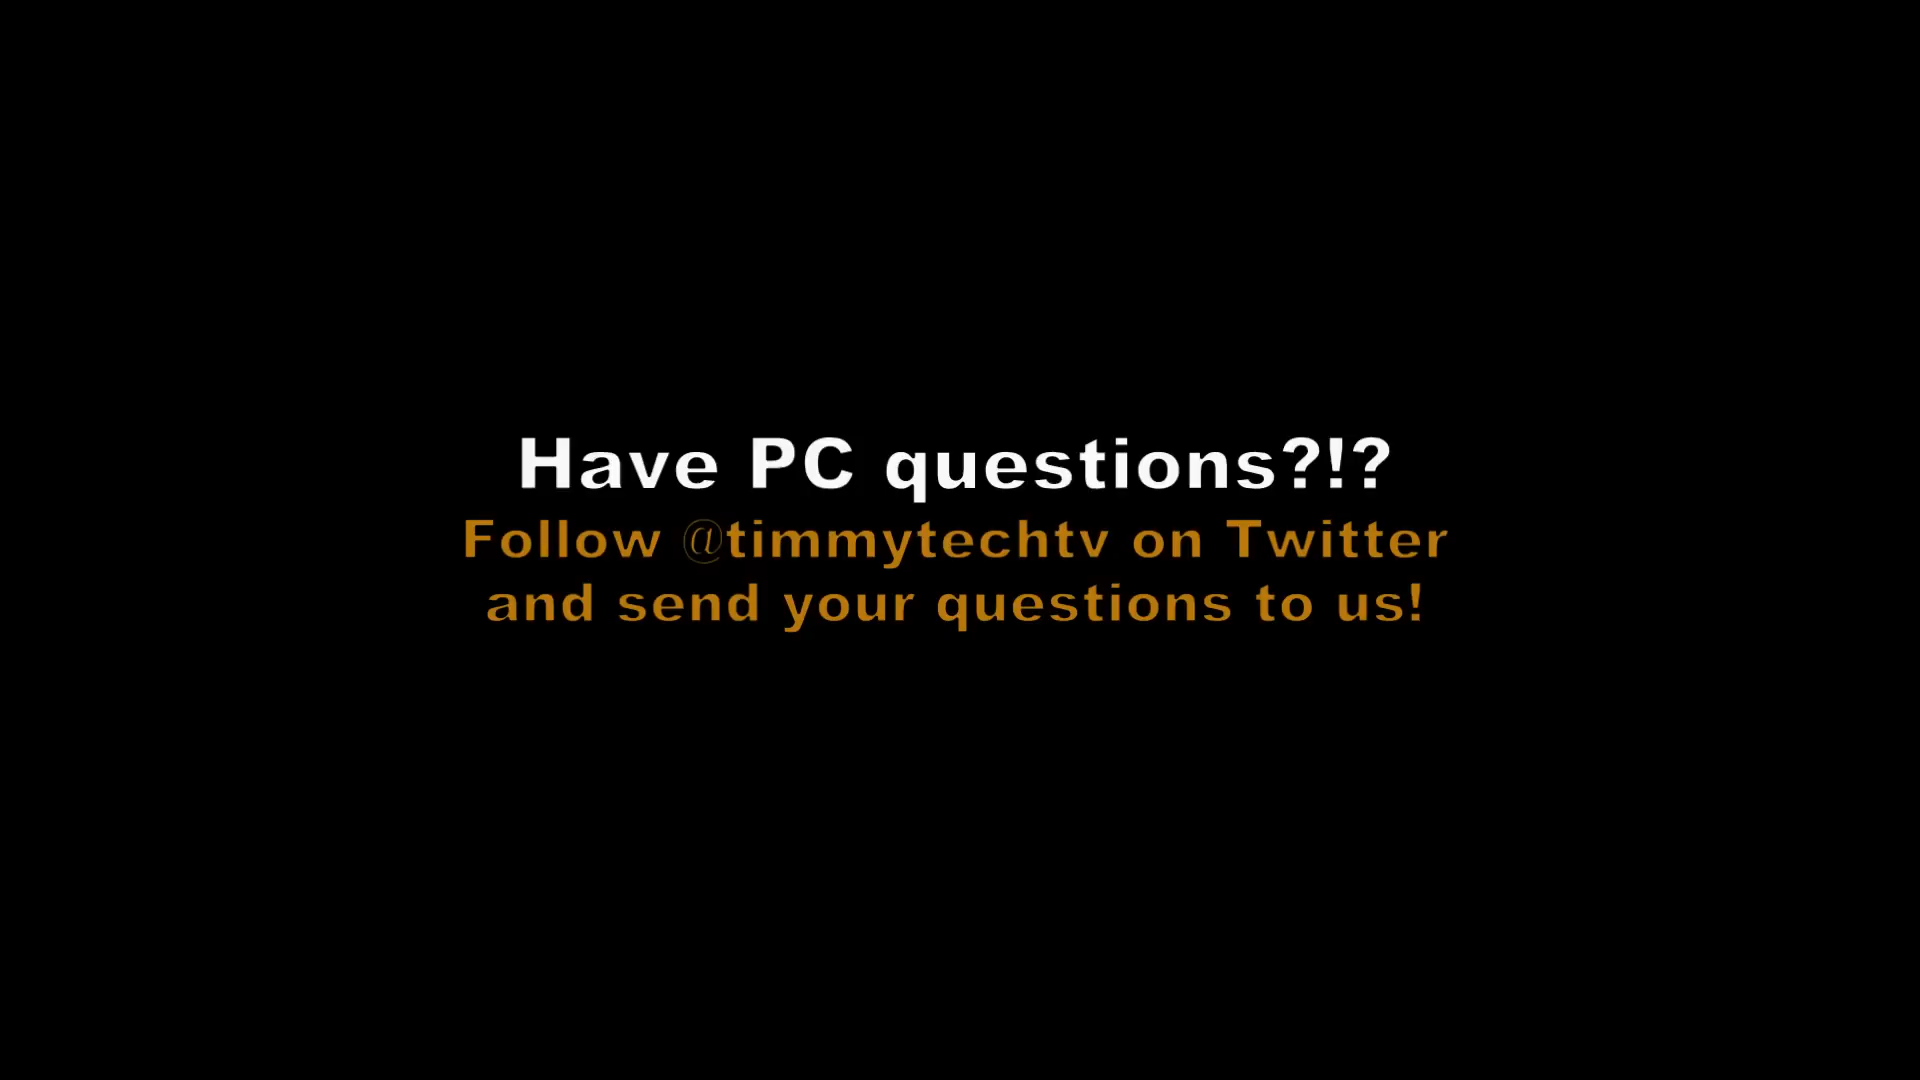 Have PC questions?!?
Follow @timmytechtv on Twitter
and send your questions to us!